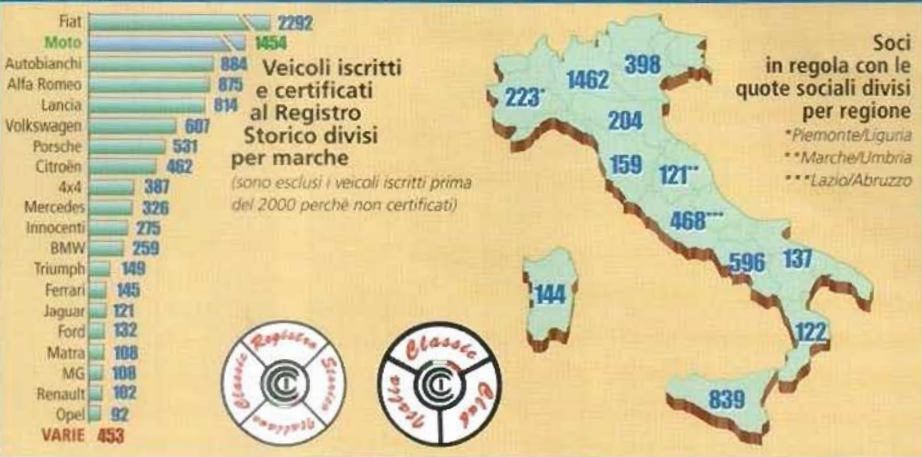 Fiat 2292
Moto 1454
Autobianchi 884
Alfa Romeo 875
Lancia 814
Volkswagen 607
Porsche 531
Citroën 462
4x4 387
Mercedes 326
Innocenti 275
BMW 259
Triumph 149
Ferrari 145
Jaguar 121
Ford 132
Matra 108
MG 108
Renault 102
Opel 92
VARIE 453
Veicoli iscritti
e certificati
al Registro
Storico divisi
per marche
(sono esclusi i veicoli iscritti prima
del 2000 perchè non certificati)
Classic Registro Storico Italiano
Classic Club Italia
223*
1462
398
204
159
121**
468***
596
137
144
122
839
Soci
in regola con le
quote sociali divisi
per regione
*Piemonte/Liguria
**Marche/Umbria
***Lazio/Abruzzo